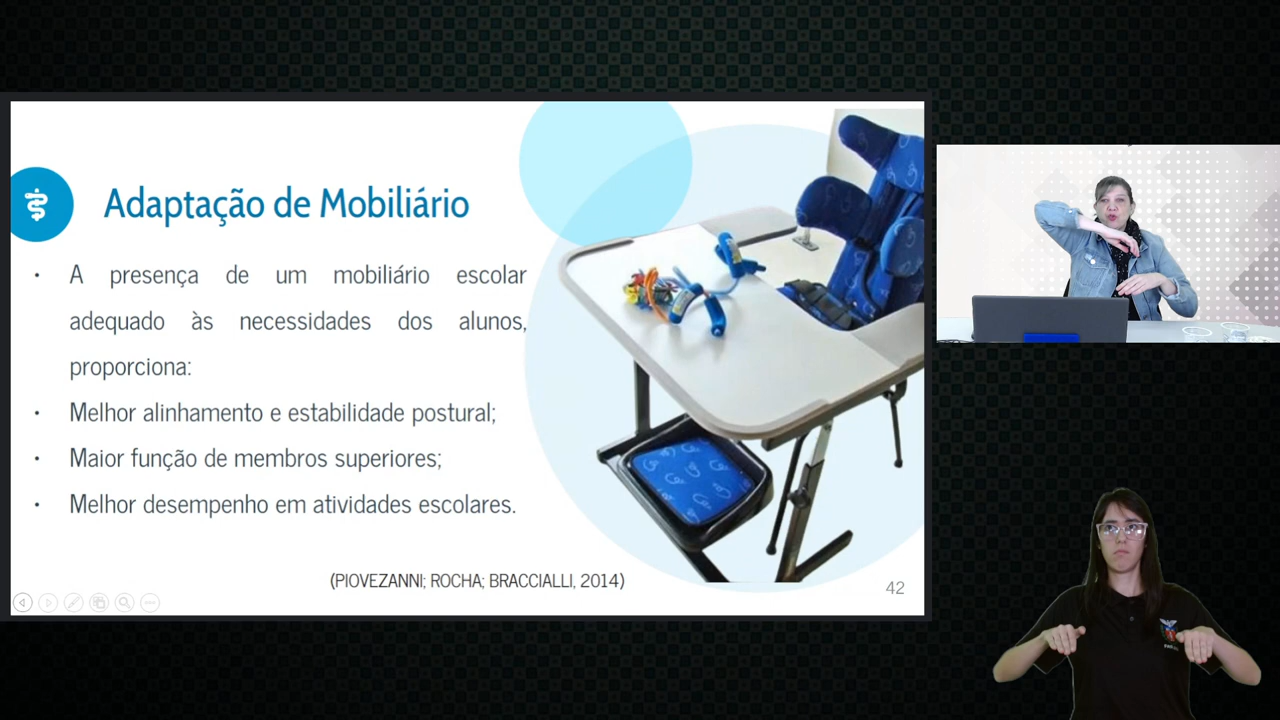 Adaptação de Mobiliário
• A presença de um mobiliário escolar
adequado às necessidades dos alunos,
proporciona:
• Melhor alinhamento e estabilidade postural;
• Maior função de membros superiores;
• Melhor desempenho em atividades escolares.
(PIOVEZANNI; ROCHA; BRACCIALLI, 2014)
42